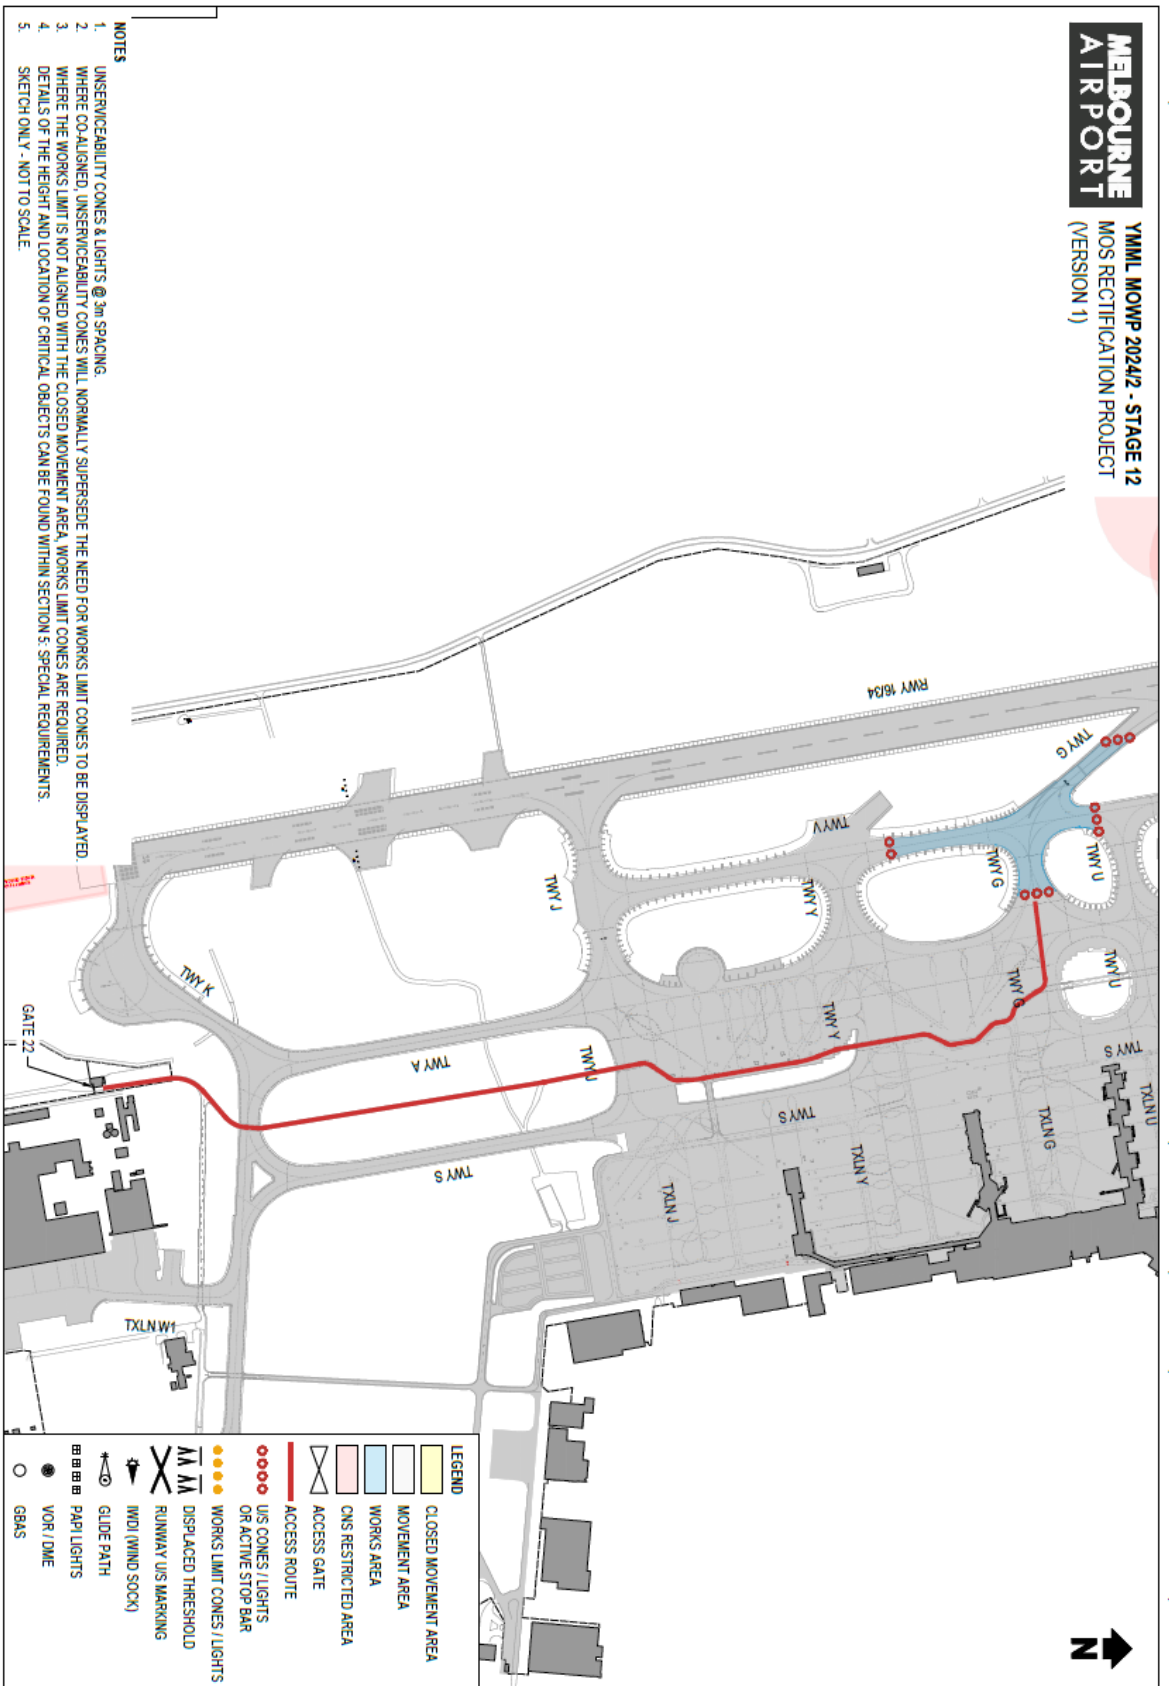 MELBOURNE
AIRPORT
YMML MOWP 2024/2 - STAGE 12
MOS RECTIFICATION PROJECT
(VERSION 1)
N
RWY 16/34
TWY G
TWY U
TWY V
TWY G
TWY J
TWY Y
TWY U
TWY G
TWY K
TWY Y
TWY S
TWY A
TWY J
TXLN U
TWY S
TXLN G
TWY S
TXLN Y
TXLN J
GATE 22
TXLN W1
NOTES
1. UNSERVICEABILITY CONES & LIGHTS @ 3m SPACING.
2. WHERE CO-ALIGNED, UNSERVICEABILITY CONES WILL NORMALLY SUPERSEDE THE NEED FOR WORKS LIMIT CONES TO BE DISPLAYED.
3. WHERE THE WORKS LIMIT IS NOT ALIGNED WITH THE CLOSED MOVEMENT AREA, WORKS LIMIT CONES ARE REQUIRED.
4. DETAILS OF THE HEIGHT AND LOCATION OF CRITICAL OBJECTS CAN BE FOUND WITHIN SECTION 5: SPECIAL REQUIREMENTS.
5. SKETCH ONLY - NOT TO SCALE.
LEGEND
CLOSED MOVEMENT AREA
MOVEMENT AREA
WORKS AREA
CNS RESTRICTED AREA
ACCESS GATE
ACCESS ROUTE
U/S CONES / LIGHTS
OR ACTIVE STOP BAR
WORKS LIMIT CONES / LIGHTS
DISPLACED THRESHOLD
RUNWAY U/S MARKING
IWDI (WIND SOCK)
GLIDE PATH
PAPI LIGHTS
VOR / DME
GBAS